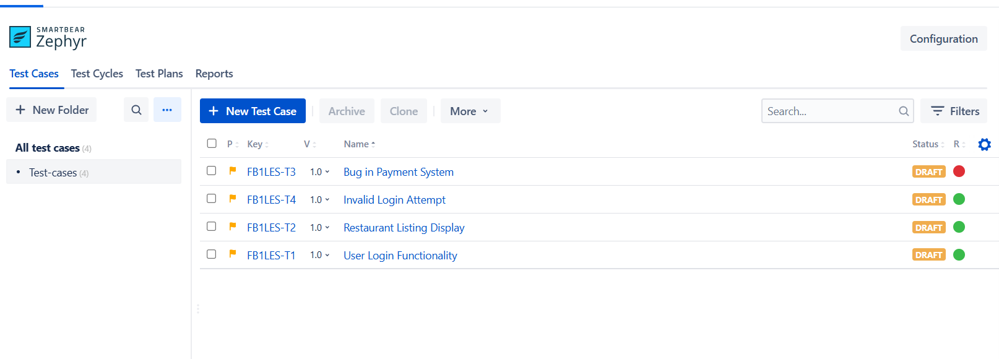 SMARTBEAR
Zephyr
Configuration
Test Cases Test Cycles Test Plans Reports
+ New Folder ... + New Test Case Archive Clone More Search... Filters
All test cases (4)
• Test-cases (4)
P Key V Name Status R
FB1LES-T3 1.0 Bug in Payment System DRAFT
FB1LES-T4 1.0 Invalid Login Attempt DRAFT
FB1LES-T2 1.0 Restaurant Listing Display DRAFT
FB1LES-T1 1.0 User Login Functionality DRAFT